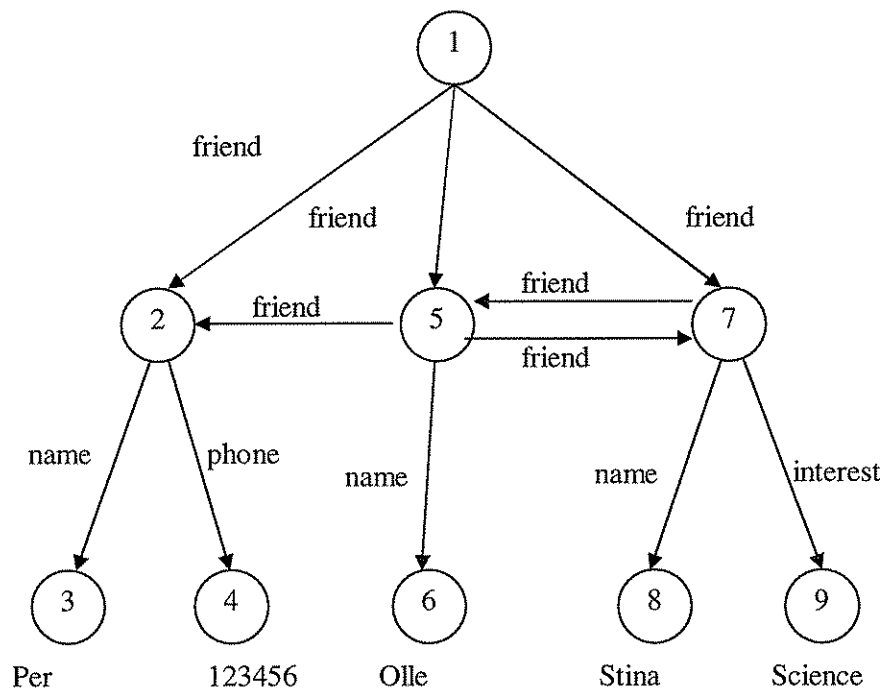 1
friend
friend
friend
friend
2
friend
5
7
friend
name
phone
name
name
interest
3
4
6
8
9
Per
123456
Olle
Stina
Science